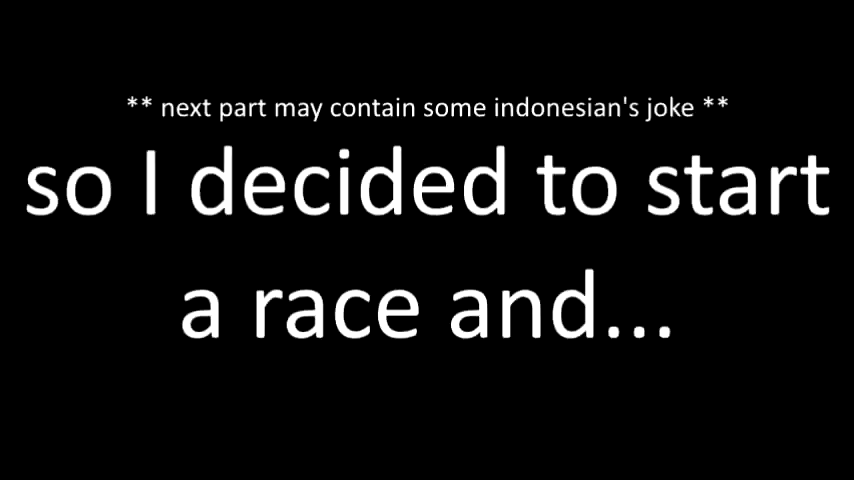 ** next part may contain some indonesian's joke **
so I decided to start
a race and...